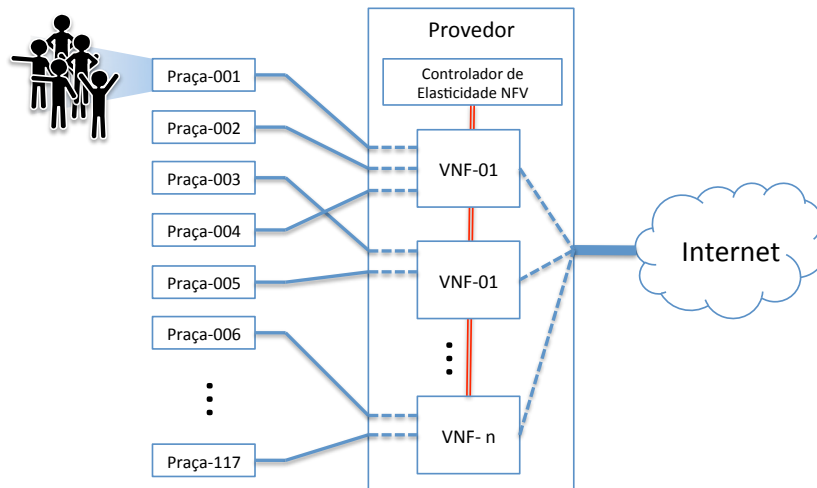 Provedor
Controlador de
Elasticidade NFV
Praça-001
Praça-002
Praça-003
Praça-004
Praça-005
Praça-006
Praça-117
VNF-01
VNF-01
VNF- n
Internet